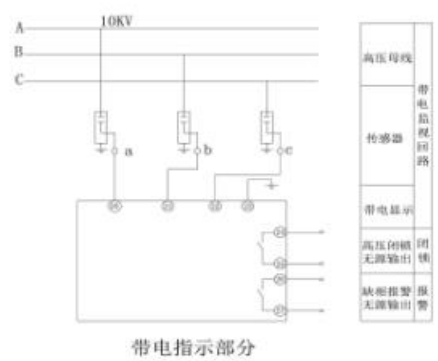 10KV
A
B
C
a
b
c
高压母线
传感器
带电显示
带电监视回路
高压闭锁
无源输出
闭锁
缺相报警
无源输出
报警
带电指示部分